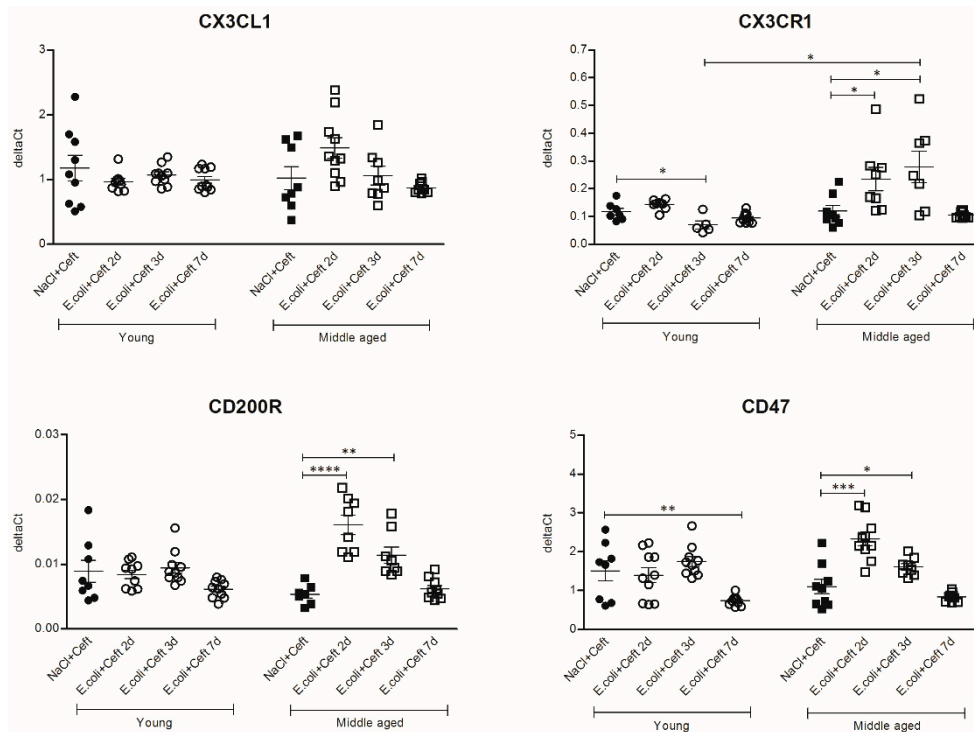 CX3CL1
3
2
1
0
deltaCt
NaCl+Ceft
E.coli+Ceft 2d
E.coli+Ceft 3d
E.coli+Ceft 7d
NaCl+Ceft
E.coli+Ceft 2d
E.coli+Ceft 3d
E.coli+Ceft 7d
Young
Middle aged
CX3CR1
0.7
0.6
0.5
0.4
0.3
0.2
0.1
0.0
deltaCt
*
*
*
*
NaCl+Ceft
E.coli+Ceft 2d
E.coli+Ceft 3d
E.coli+Ceft 7d
NaCl+Ceft
E.coli+Ceft 2d
E.coli+Ceft 3d
E.coli+Ceft 7d
Young
Middle aged
CD200R
0.03
0.02
0.01
0.00
deltaCt
**
****
NaCl+Ceft
E.coli+Ceft 2d
E.coli+Ceft 3d
E.coli+Ceft 7d
NaCl+Ceft
E.coli+Ceft 2d
E.coli+Ceft 3d
E.coli+Ceft 7d
Young
Middle aged
CD47
5
4
3
2
1
0
deltaCt
**
*
***
NaCl+Ceft
E.coli+Ceft 2d
E.coli+Ceft 3d
E.coli+Ceft 7d
NaCl+Ceft
E.coli+Ceft 2d
E.coli+Ceft 3d
E.coli+Ceft 7d
Young
Middle aged